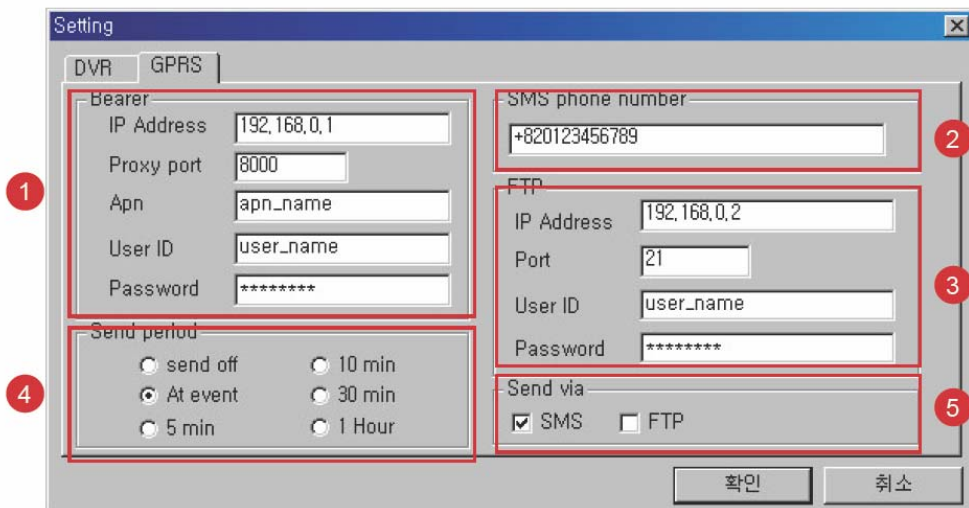 Setting
DVR GPRS
1
Bearer
IP Address 192,168,0,1
Proxy port 8000
Apn apn_name
User ID user_name
Password ********
2
SMS phone number
+820123456789
3
FTP
IP Address 192,168,0,2
Port 21
User ID user_name
Password ********
4
Send period
send off 10 min
At event 30 min
5 min 1 Hour
5
Send via
SMS FTP
확인 취소